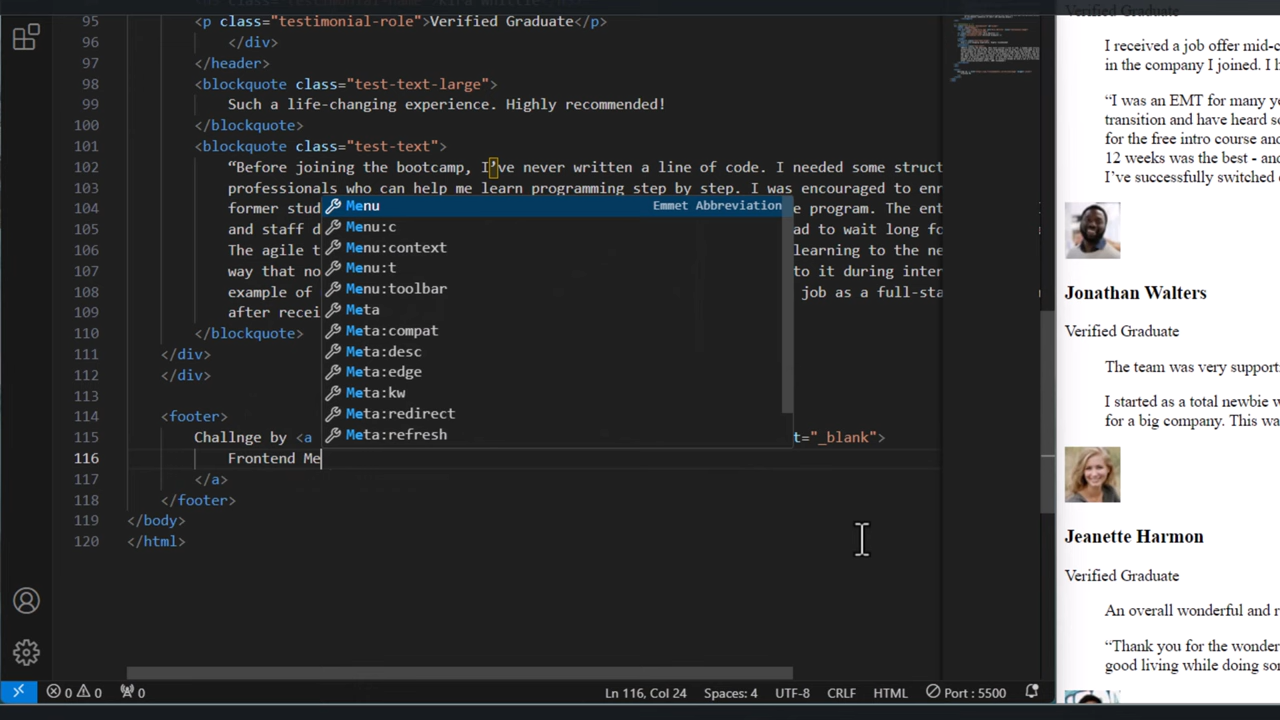 95 <p class="testimonial-role">Verified Graduate</p>
96 </div>
97 </header>
98 <blockquote class="test-text-large">
99 Such a life-changing experience. Highly recommended!
100 </blockquote>
101 <blockquote class="test-text">
102 “Before joining the bootcamp, I’ve never written a line of code. I needed some struct
103 professionals who can help me learn programming step by step. I was encouraged to enr
104 former stud
e program. The ent
105 and staff d
ad to wait long fo
106 The agile t
learning to the ne
107 way that no
to it during inter
108 example of
job as a full-sta
109 after recei
110 </blockquote>
111 </div>
112 </div>
113
114 <footer>
115 Challnge by <a
t="_blank">
116 Frontend Me
117 </a>
118 </footer>
119 </body>
120 </html>
Menu Emmet Abbreviation
Menu:c
Menu:context
Menu:t
Menu:toolbar
Meta
Meta:compat
Meta:desc
Meta:edge
Meta:kw
Meta:redirect
Meta:refresh
0 0 0 Ln 116, Col 24 Spaces: 4 UTF-8 CRLF HTML Port : 5500
Verified Graduate
I received a job offer mid-c
in the company I joined. I h
“I was an EMT for many ye
transition and have heard so
for the free intro course and
12 weeks was the best - and
I’ve successfully switched c
Jonathan Walters
Verified Graduate
The team was very supporti
I started as a total newbie w
for a big company. This wa
Jeanette Harmon
Verified Graduate
An overall wonderful and r
“Thank you for the wonder
good living while doing son